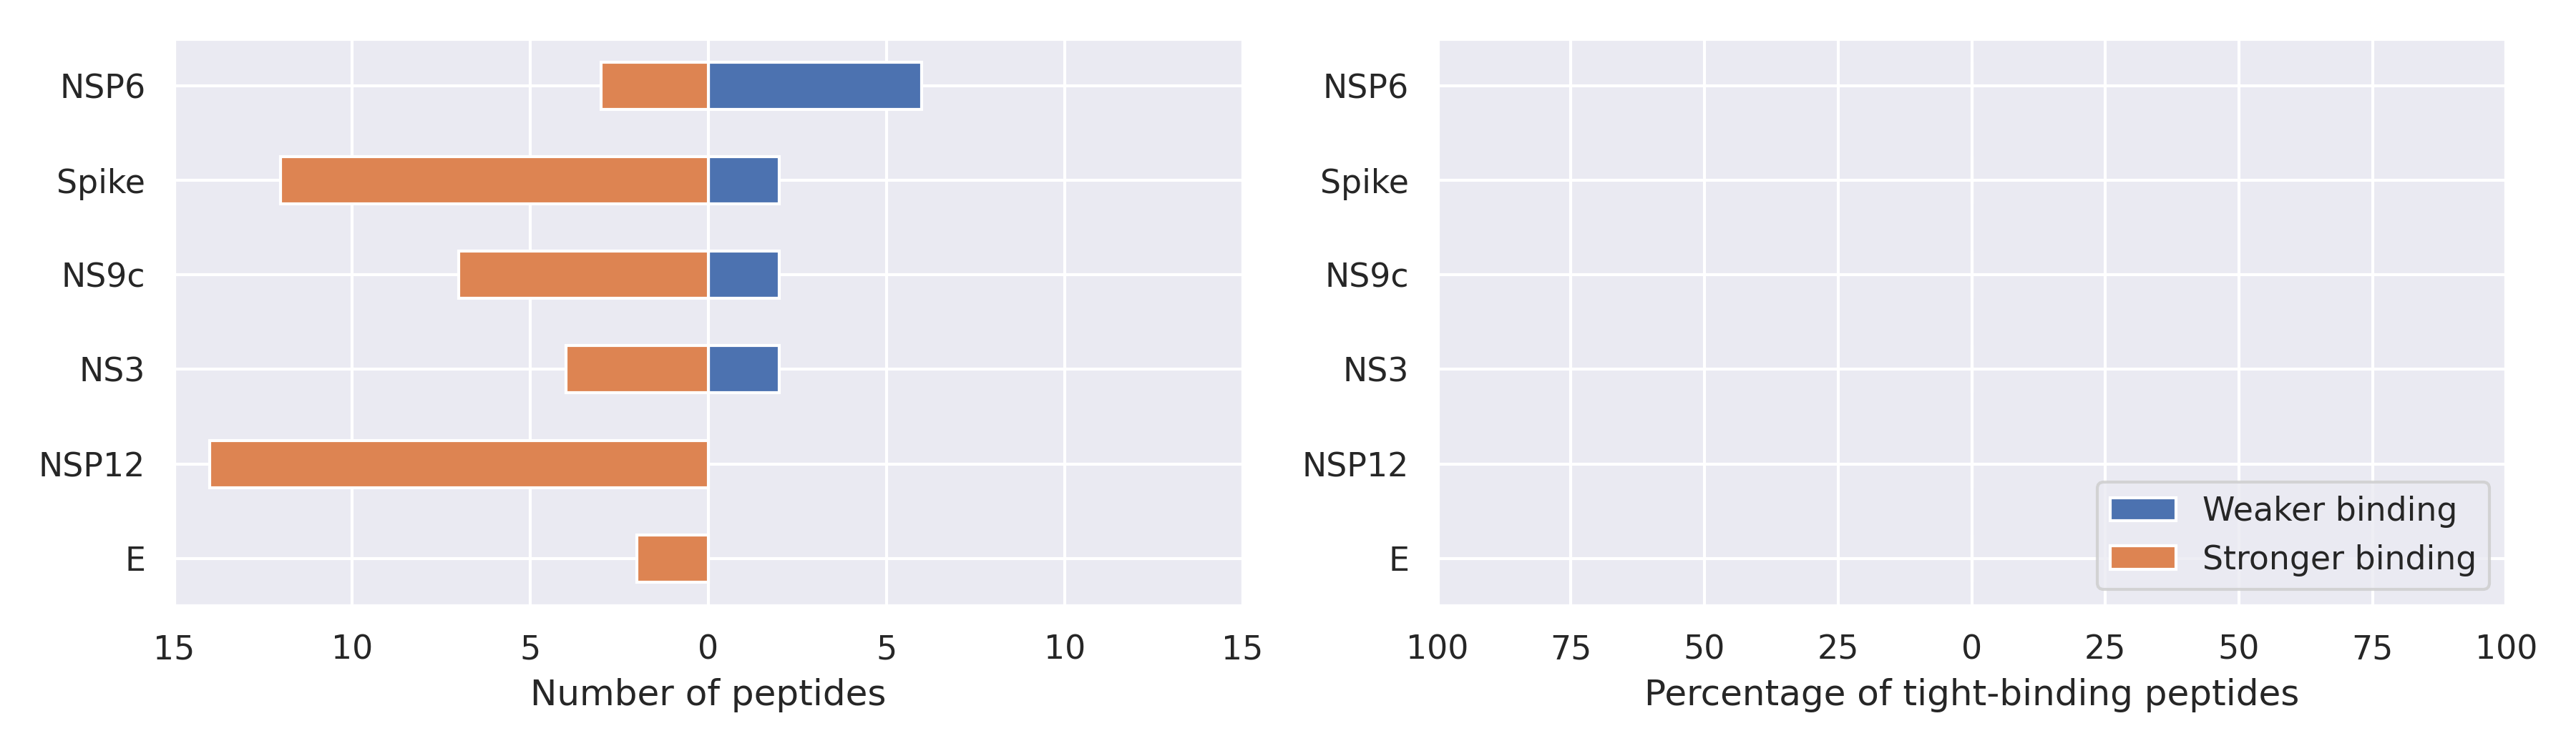 NSP6
Spike
NS9c
NS3
NSP12
E
15 10 5 0 5 10 15
Number of peptides
NSP6
Spike
NS9c
NS3
NSP12
E
Weaker binding
Stronger binding
100 75 50 25 0 25 50 75 100
Percentage of tight-binding peptides